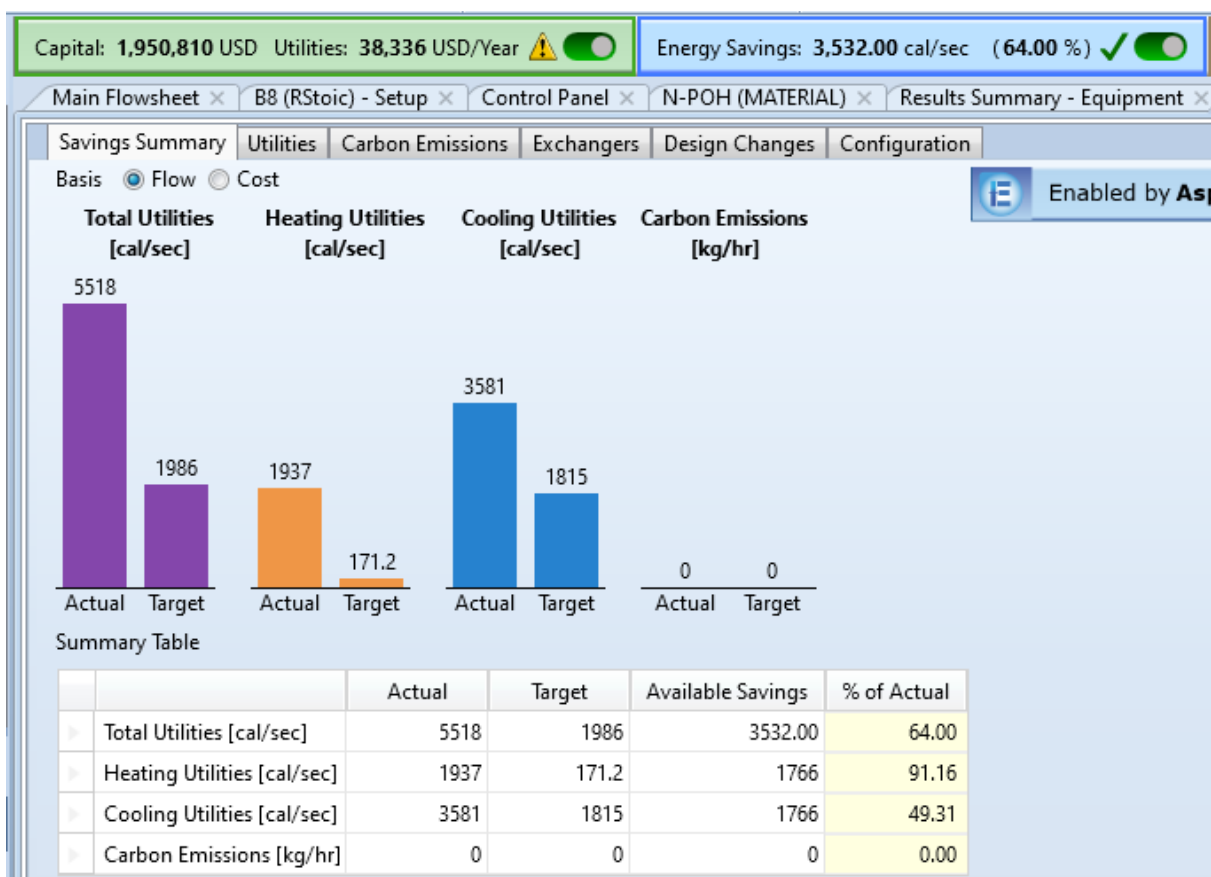 Capital: 1,950,810 USD Utilities: 38,336 USD/Year Energy Savings: 3,532.00 cal/sec (64.00 %)
Main Flowsheet B8 (RStoic) - Setup Control Panel N-POH (MATERIAL) Results Summary - Equipment
Savings Summary Utilities Carbon Emissions Exchangers Design Changes Configuration
Basis Flow Cost
Enabled by Asp
Total Utilities Heating Utilities Cooling Utilities Carbon Emissions
[cal/sec] [cal/sec] [cal/sec] [kg/hr]
5518
3581
1986 1937 1815
171.2 0 0
Actual Target Actual Target Actual Target Actual Target
Summary Table
Actual Target Available Savings % of Actual
Total Utilities [cal/sec] 5518 1986 3532.00 64.00
Heating Utilities [cal/sec] 1937 171.2 1766 91.16
Cooling Utilities [cal/sec] 3581 1815 1766 49.31
Carbon Emissions [kg/hr] 0 0 0 0.00